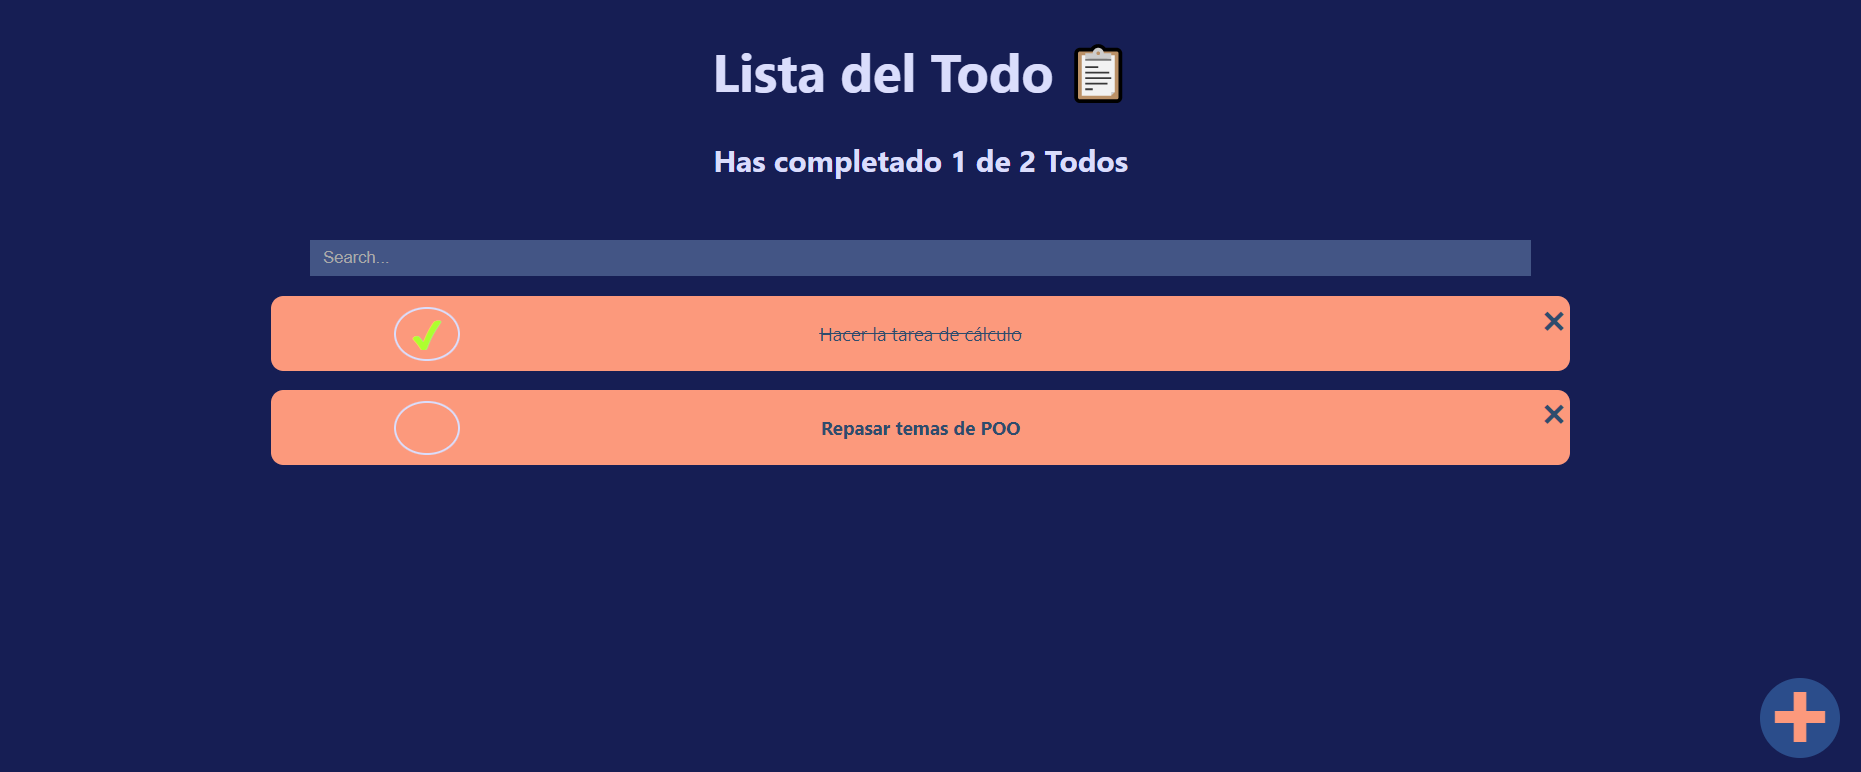 Lista del Todo
Has completado 1 de 2 Todos
Search...
Hacer la tarea de cálculo
Repasar temas de POO